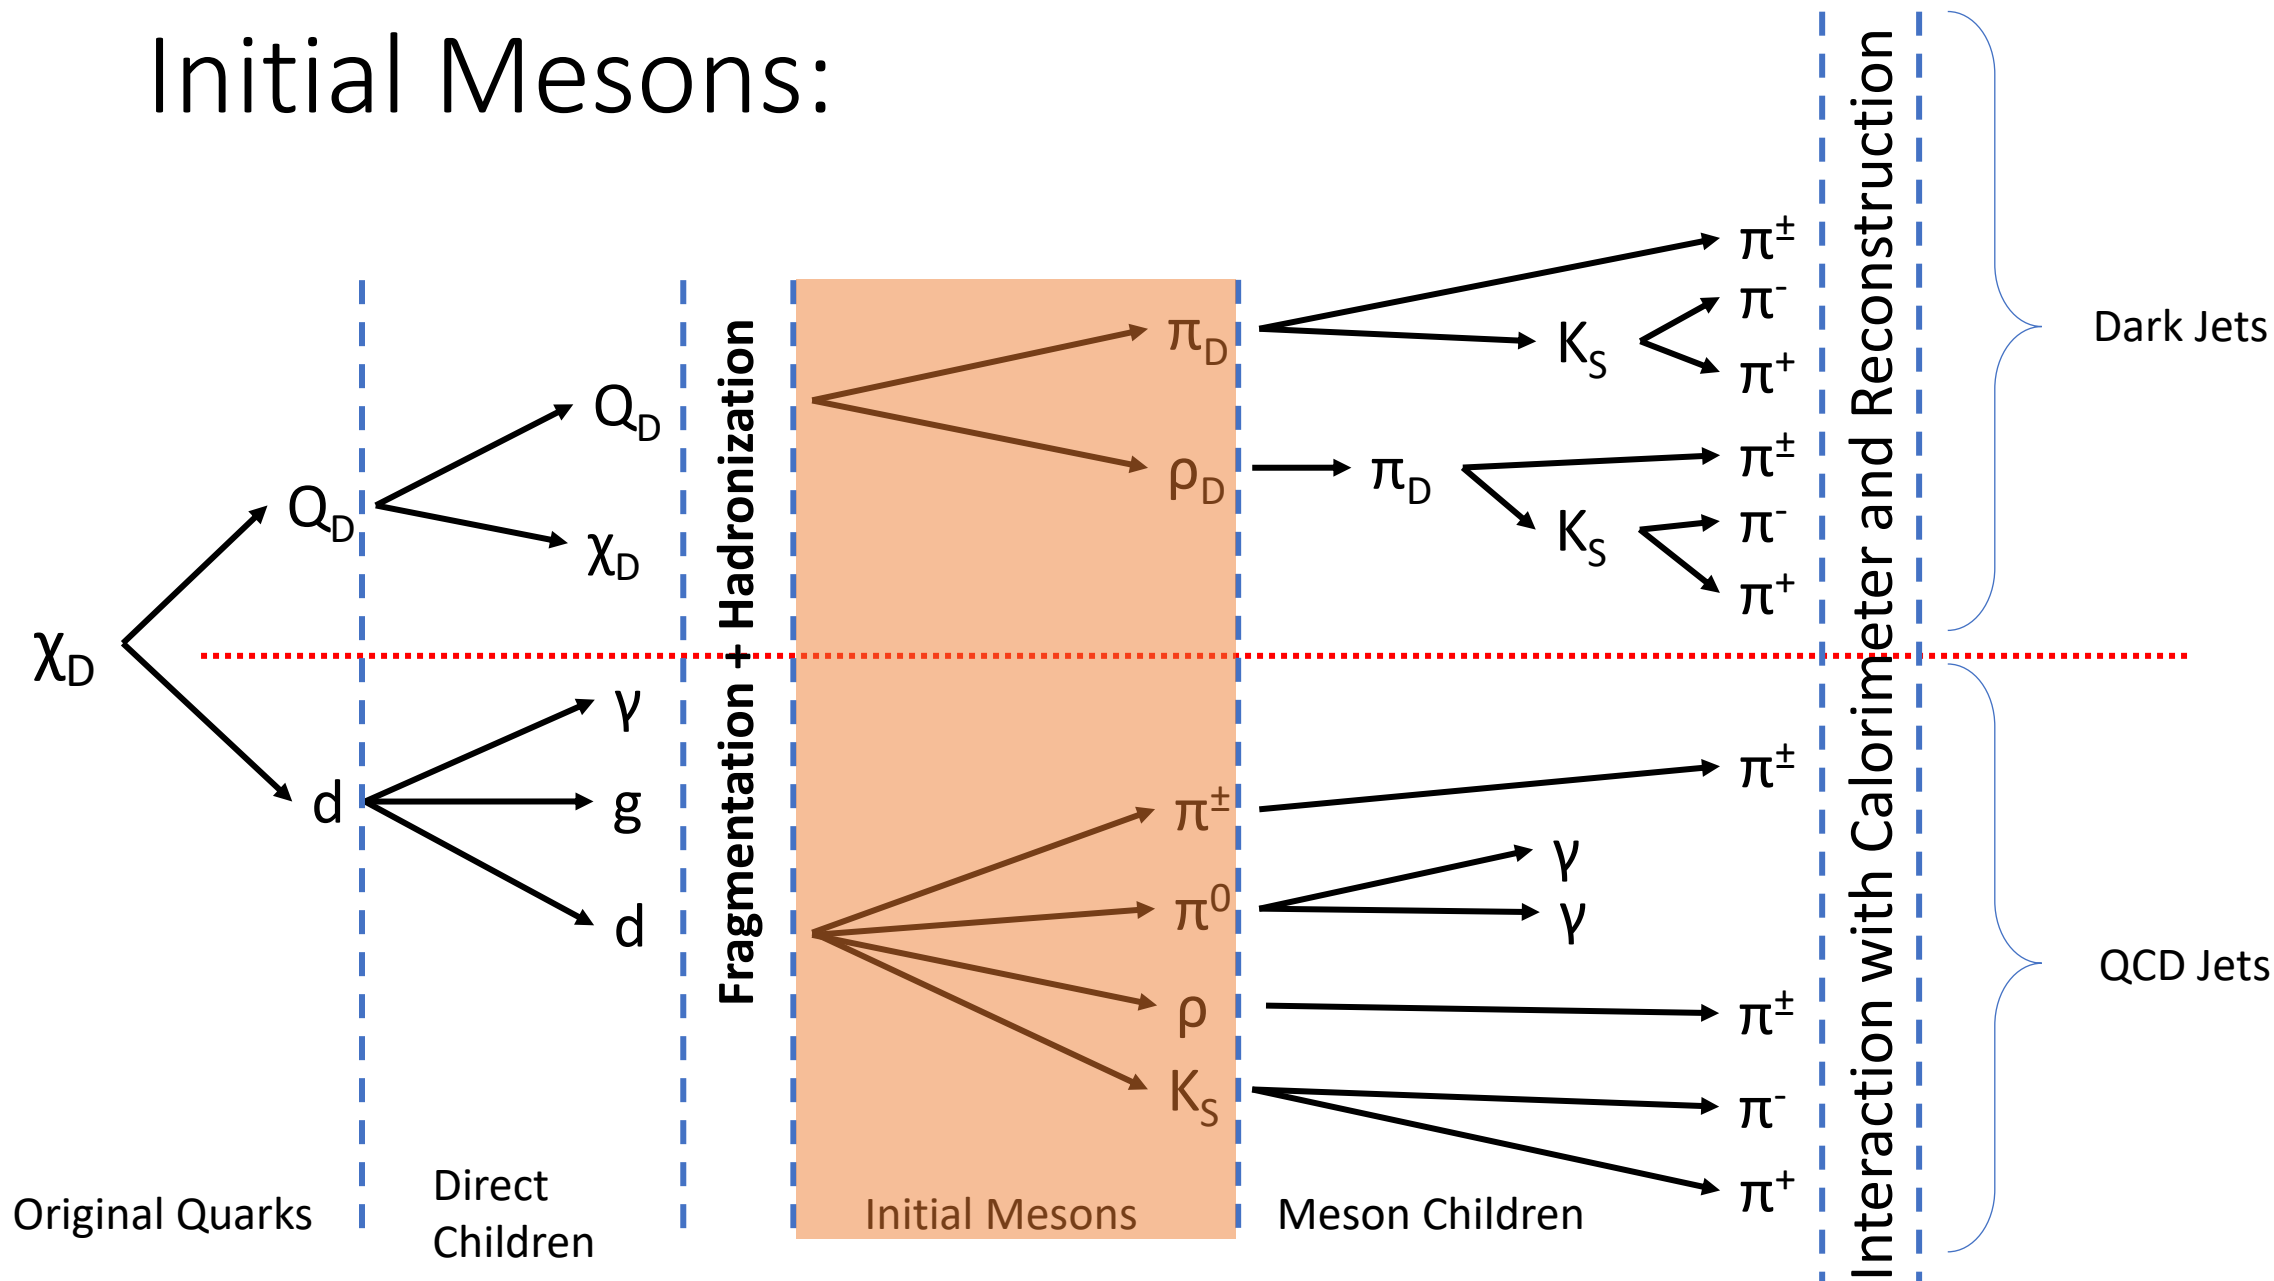 Initial Mesons:
χD
QD
d
QD
χD
γ
g
d
Fragmentation + Hadronization
πD
ρD
π±
π0
ρ
KS
π±
KS
π-
π+
πD
π±
KS
π-
π+
π±
γ
γ
π±
π-
π+
Interaction with Calorimeter and Reconstruction
Dark Jets
QCD Jets
Original Quarks
Direct
Children
Initial Mesons
Meson Children